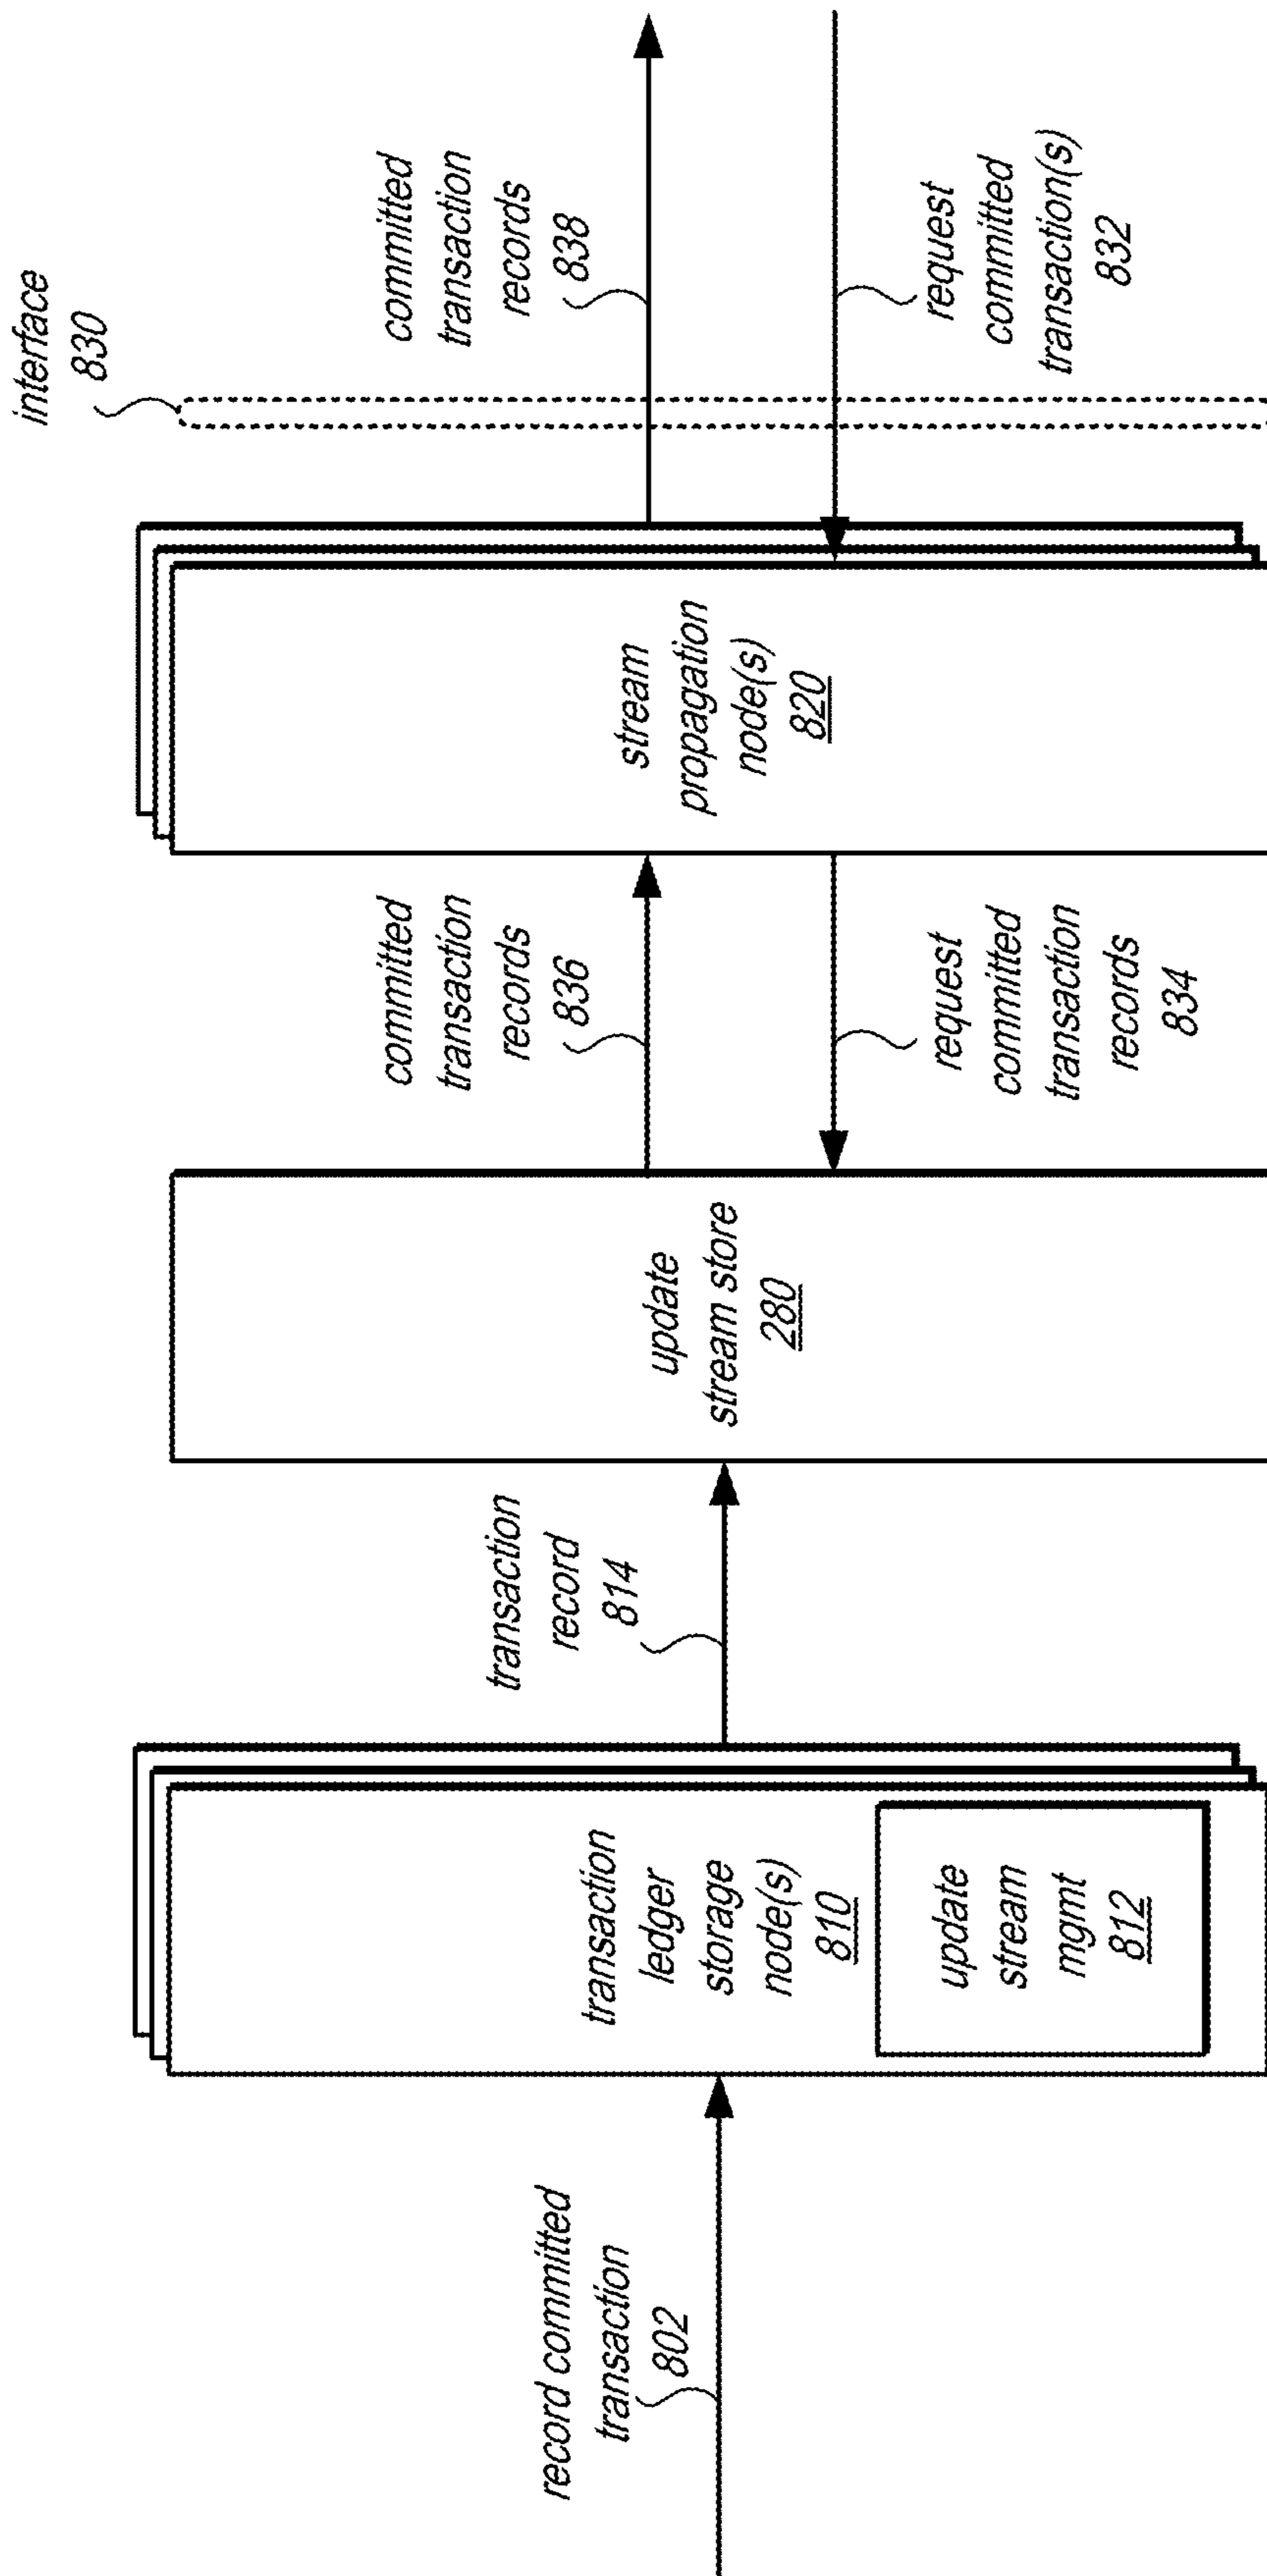 record committed
transaction
802
transaction
ledger
storage
node(s)
810
update
stream
mgmt
812
transaction
record
814
update
stream store
280
committed
transaction
records
836
request
committed
transaction
records
834
stream
propagation
node(s)
820
interface
830
committed
transaction
records
838
request
committed
transaction(s)
832